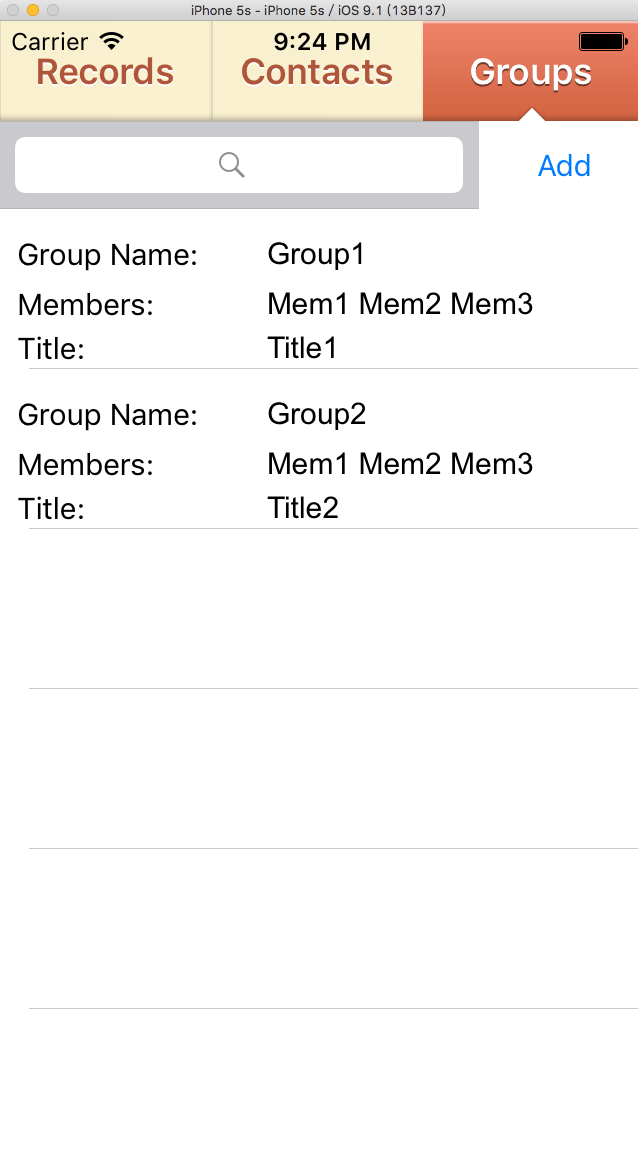 iPhone 5s - iPhone 5s / iOS 9.1 (13B137)
Carrier 9:24 PM
Records Contacts Groups
Add
Group Name: Group1
Members: Mem1 Mem2 Mem3
Title: Title1
Group Name: Group2
Members: Mem1 Mem2 Mem3
Title: Title2